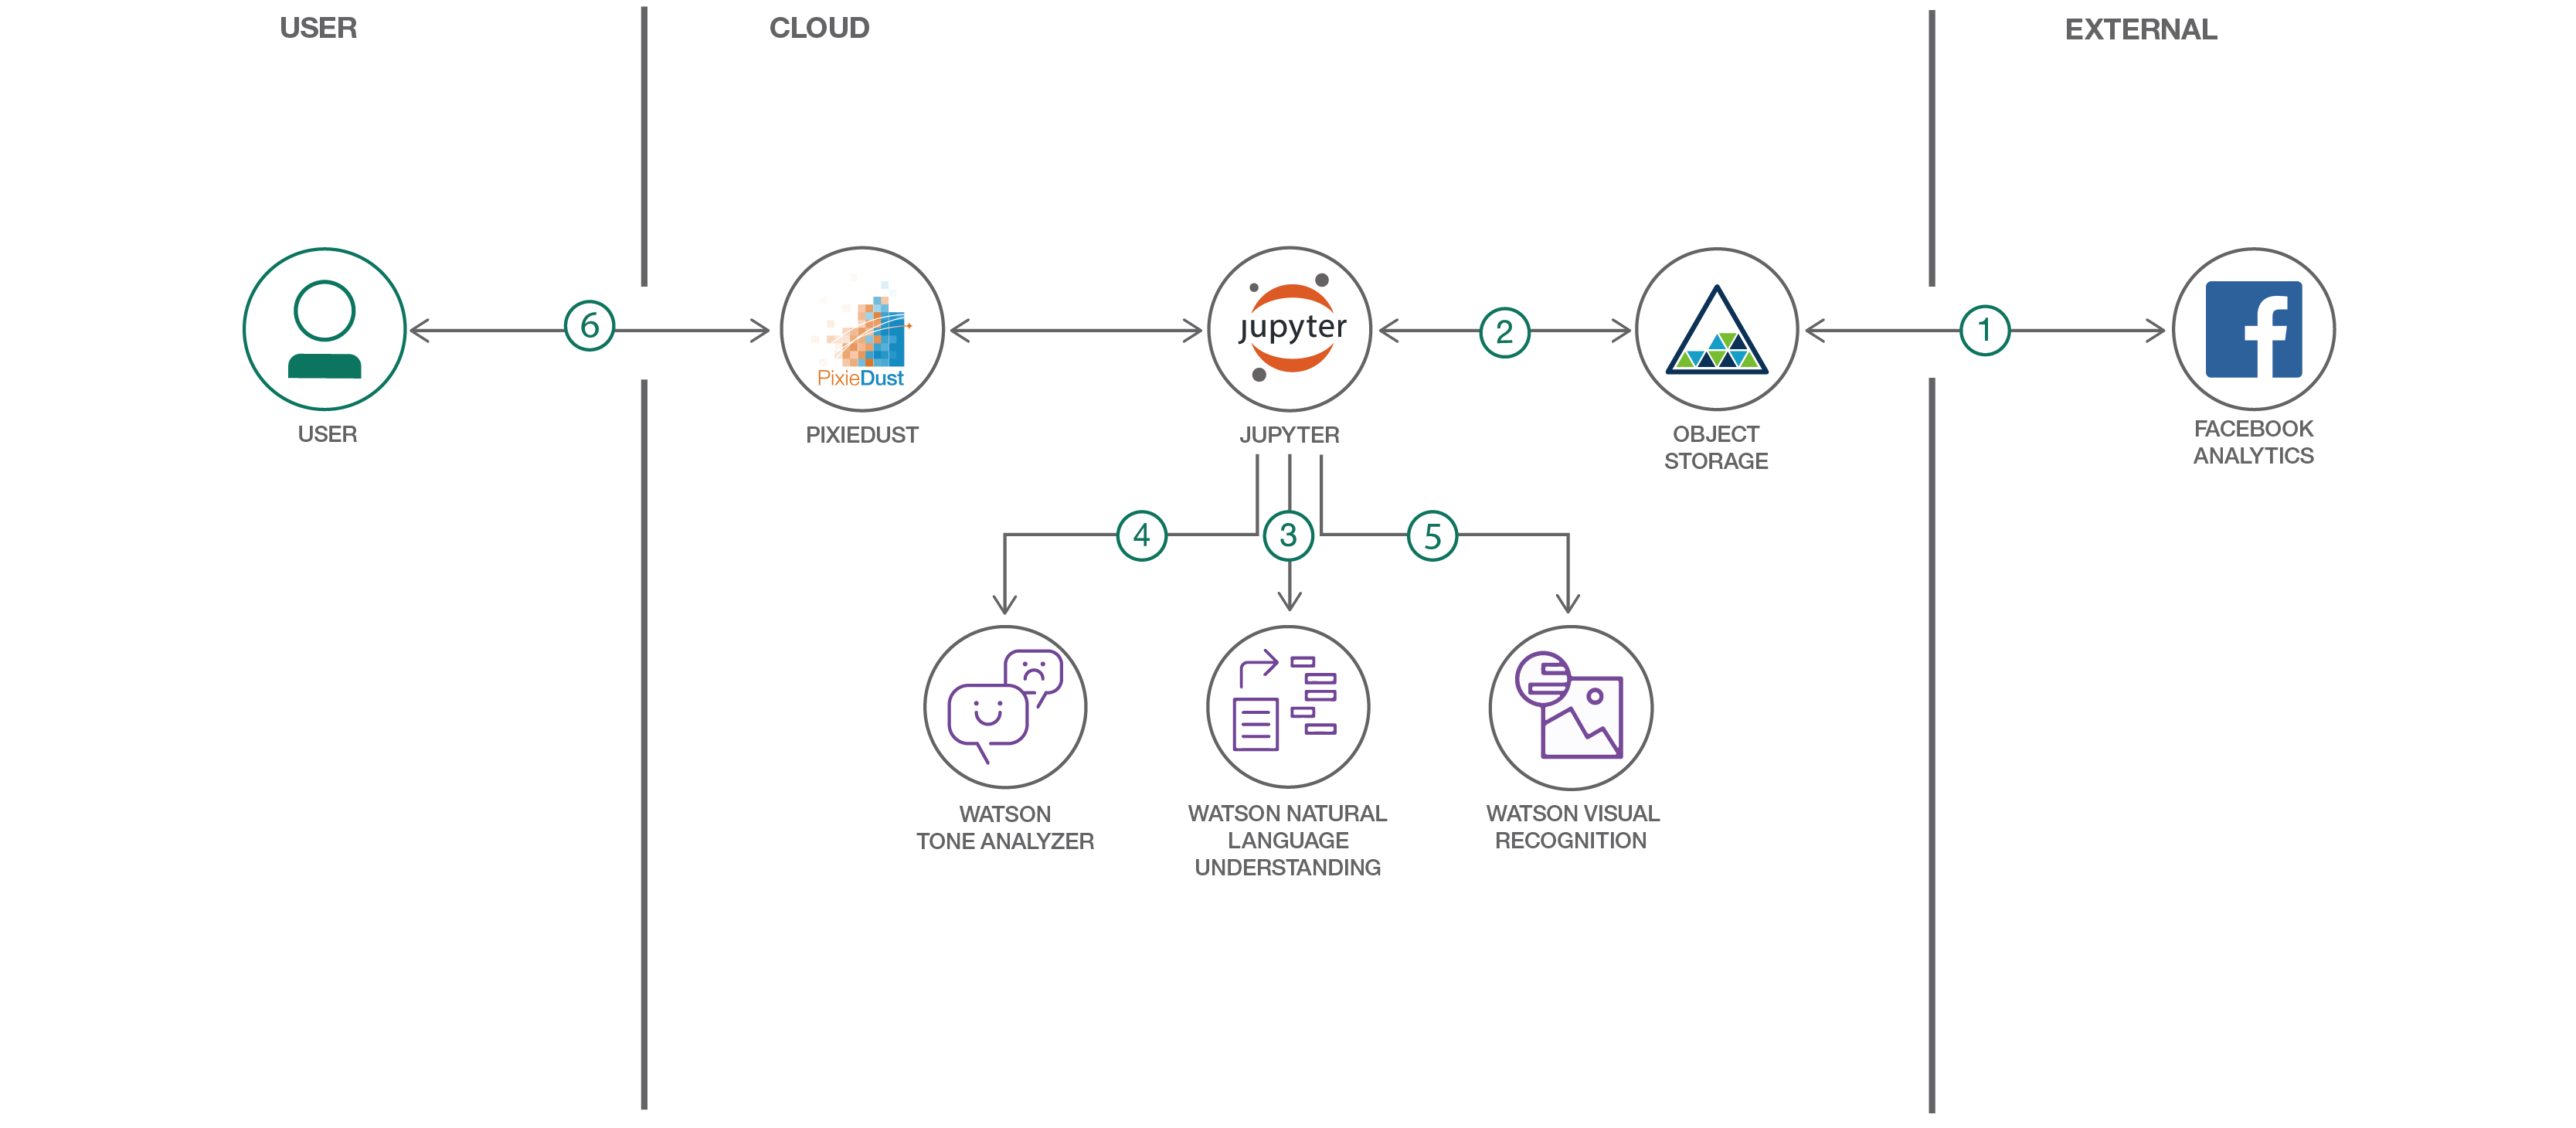 USER
CLOUD
EXTERNAL
6
2
1
PixieDust
jupyter
f
USER
PIXIEDUST
JUPYTER
OBJECT
STORAGE
FACEBOOK
ANALYTICS
4
3
5
WATSON
TONE ANALYZER
WATSON NATURAL
LANGUAGE
UNDERSTANDING
WATSON VISUAL
RECOGNITION